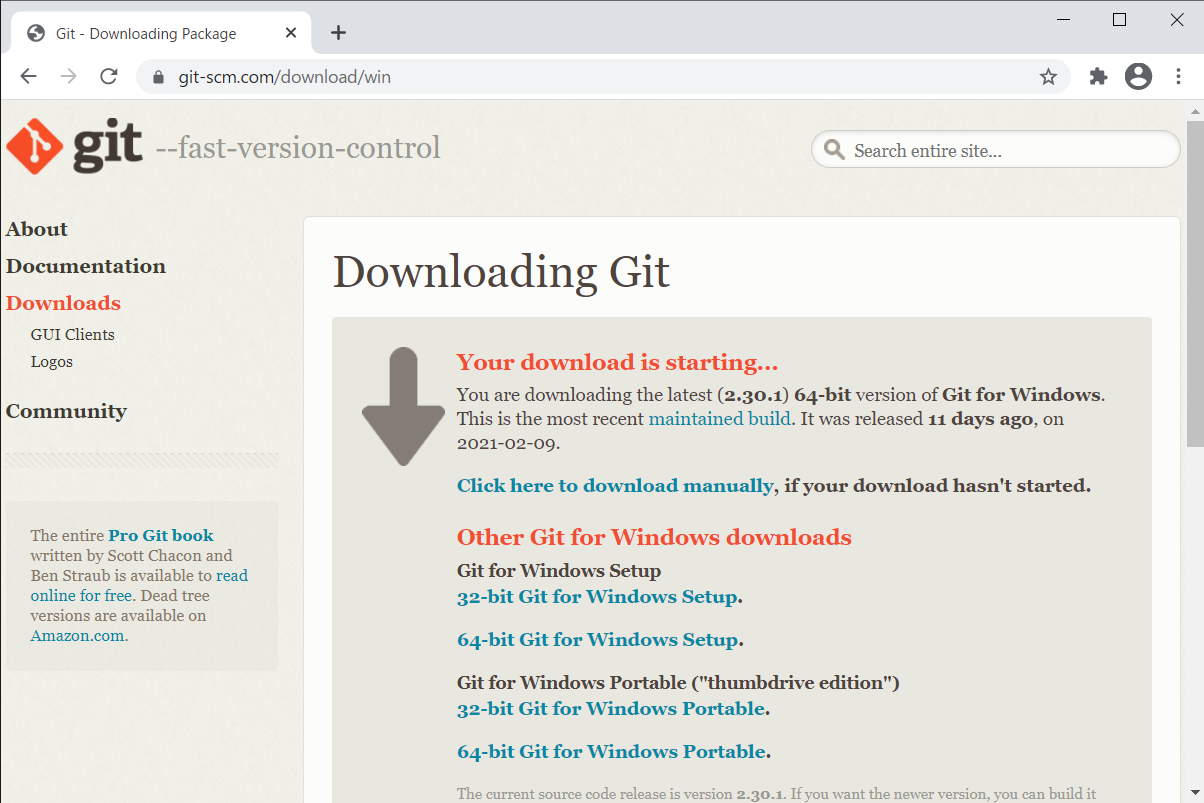 Git - Downloading Package
git-scm.com/download/win
git --fast-version-control
Search entire site...
About
Documentation
Downloads
GUI Clients
Logos
Community
The entire Pro Git book
written by Scott Chacon and
Ben Straub is available to read
online for free. Dead tree
versions are available on
Amazon.com.
Downloading Git
Your download is starting...
You are downloading the latest (2.30.1) 64-bit version of Git for Windows.
This is the most recent maintained build. It was released 11 days ago, on
2021-02-09.
Click here to download manually, if your download hasn't started.
Other Git for Windows downloads
Git for Windows Setup
32-bit Git for Windows Setup.
64-bit Git for Windows Setup.
Git for Windows Portable ("thumbdrive edition")
32-bit Git for Windows Portable.
64-bit Git for Windows Portable.
The current source code release is version 2.30.1. If you want the newer version, you can build it